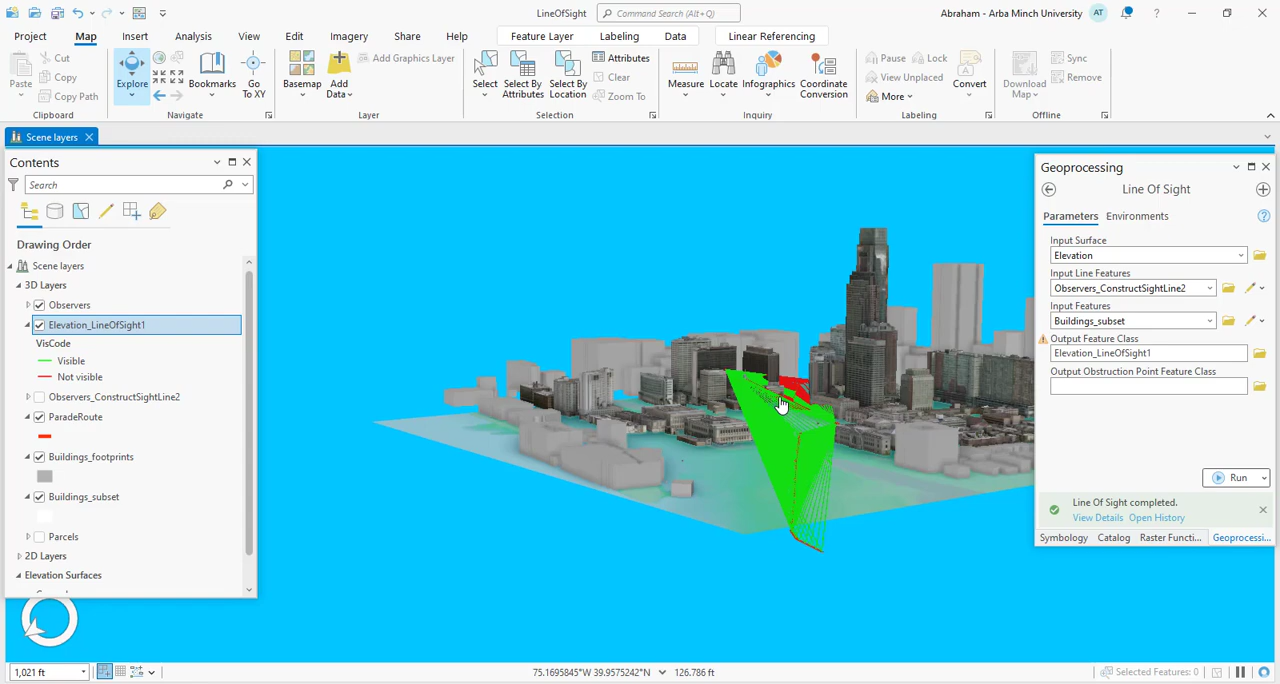 LineOfSight
Command Search (Alt+Q)
Abraham - Arba Minch University
AT
?
Project
Map
Insert
Analysis
View
Edit
Imagery
Share
Help
Feature Layer
Labeling
Data
Linear Referencing
Paste
Cut
Copy
Copy Path
Clipboard
Explore
Bookmarks
Go
To XY
Navigate
Basemap
Add
Data
Add Graphics Layer
Layer
Select
Select By
Attributes
Select By
Location
Attributes
Clear
Zoom To
Selection
Measure
Locate
Infographics
Coordinate
Conversion
Inquiry
Pause
Lock
View Unplaced
More
Convert
Labeling
Download
Map
Sync
Remove
Offline
Scene layers
Contents
Search
Drawing Order
Scene layers
3D Layers
Observers
Elevation_LineOfSight1
VisCode
Visible
Not visible
Observers_ConstructSightLine2
ParadeRoute
Buildings_footprints
Buildings_subset
Parcels
2D Layers
Elevation Surfaces
Geoprocessing
Line Of Sight
Parameters
Environments
?
Input Surface
Elevation
Input Line Features
Observers_ConstructSightLine2
Input Features
Buildings_subset
Output Feature Class
Elevation_LineOfSight1
Output Obstruction Point Feature Class
Run
Line Of Sight completed.
View Details Open History
Symbology
Catalog
Raster Functi...
Geoprocessi...
1,021 ft
75.1695845°W 39.9575242°N
126.786 ft
Selected Features: 0